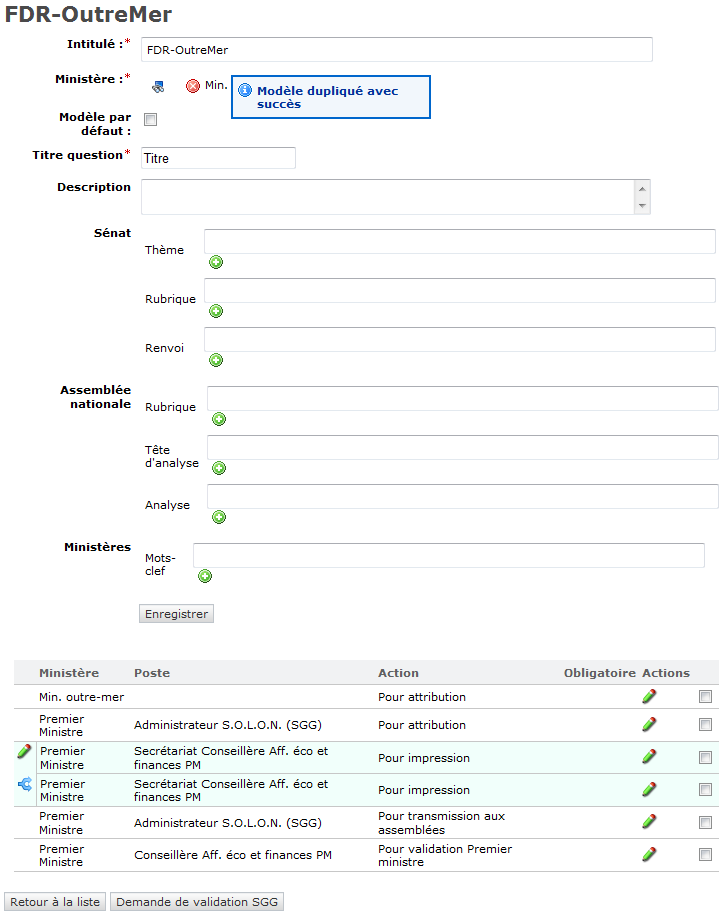 FDR-OutreMer
Intitulé :* FDR-OutreMer
Ministère :* Min.
Modèle dupliqué avec
succès
Modèle par
défaut :
Titre question* Titre
Description
Sénat
Thème
Rubrique
Renvoi
Assemblée
nationale
Rubrique
Tête
d'analyse
Analyse
Ministères
Mots-
clef
Enregistrer
Ministère Poste Action Obligatoire Actions
Min. outre-mer Pour attribution
Premier
Ministre
Administrateur S.O.L.O.N. (SGG) Pour attribution
Premier
Ministre
Secrétariat Conseillère Aff. éco et
finances PM
Pour impression
Premier
Ministre
Secrétariat Conseillère Aff. éco et
finances PM
Pour impression
Premier
Ministre
Administrateur S.O.L.O.N. (SGG)
Pour transmission aux
assemblées
Premier
Ministre
Conseillère Aff. éco et finances PM
Pour validation Premier
ministre
Retour à la liste Demande de validation SGG